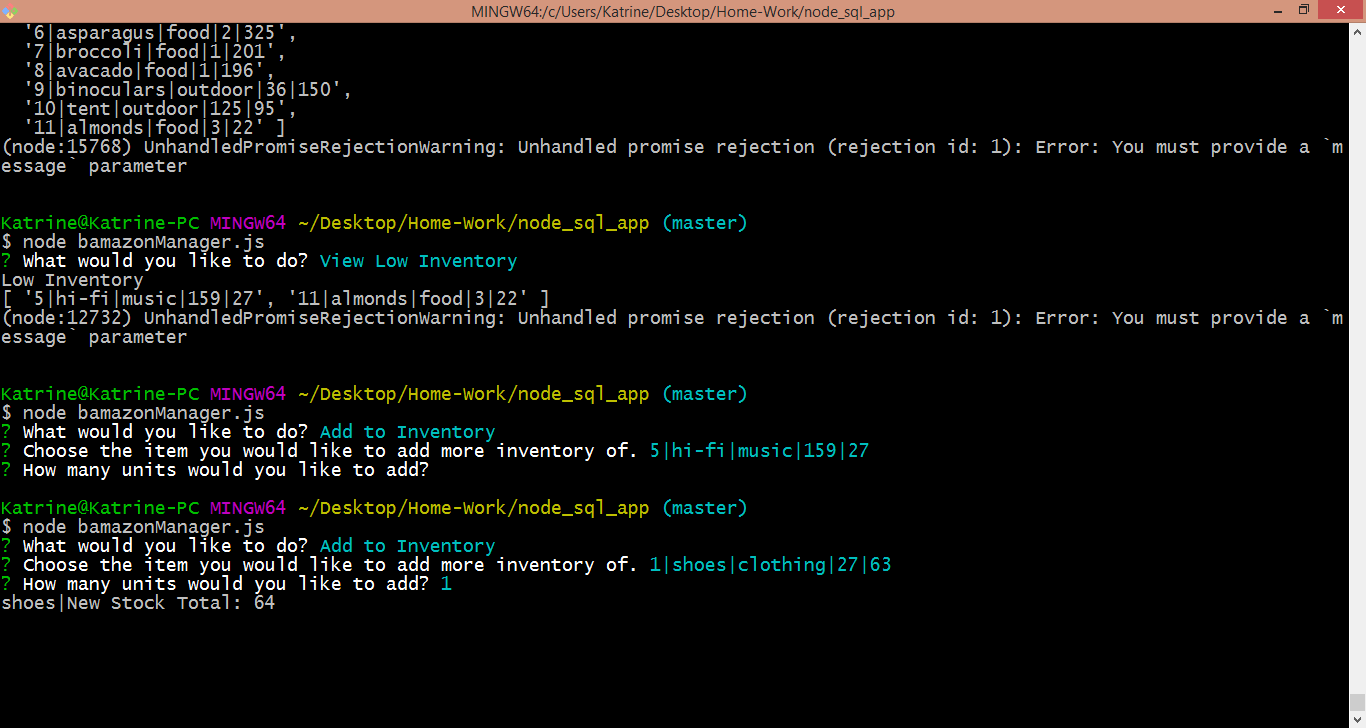 MINGW64:/c/Users/Katrine/Desktop/Home-Work/node_sql_app
'6|asparagus|food|2|325',
'7|broccoli|food|1|201',
'8|avacado|food|1|196',
'9|binoculars|outdoor|36|150',
'10|tent|outdoor|125|95',
'11|almonds|food|3|22' ]
(node:15768) UnhandledPromiseRejectionWarning: Unhandled promise rejection (rejection id: 1): Error: You must provide a `m
essage` parameter
Katrine@Katrine-PC MINGW64 ~/Desktop/Home-Work/node_sql_app (master)
$ node bamazonManager.js
? What would you like to do? View Low Inventory
Low Inventory
[ '5|hi-fi|music|159|27', '11|almonds|food|3|22' ]
(node:12732) UnhandledPromiseRejectionWarning: Unhandled promise rejection (rejection id: 1): Error: You must provide a `m
essage` parameter
Katrine@Katrine-PC MINGW64 ~/Desktop/Home-Work/node_sql_app (master)
$ node bamazonManager.js
? What would you like to do? Add to Inventory
? Choose the item you would like to add more inventory of. 5|hi-fi|music|159|27
? How many units would you like to add?
Katrine@Katrine-PC MINGW64 ~/Desktop/Home-Work/node_sql_app (master)
$ node bamazonManager.js
? What would you like to do? Add to Inventory
? Choose the item you would like to add more inventory of. 1|shoes|clothing|27|63
? How many units would you like to add? 1
shoes|New Stock Total: 64